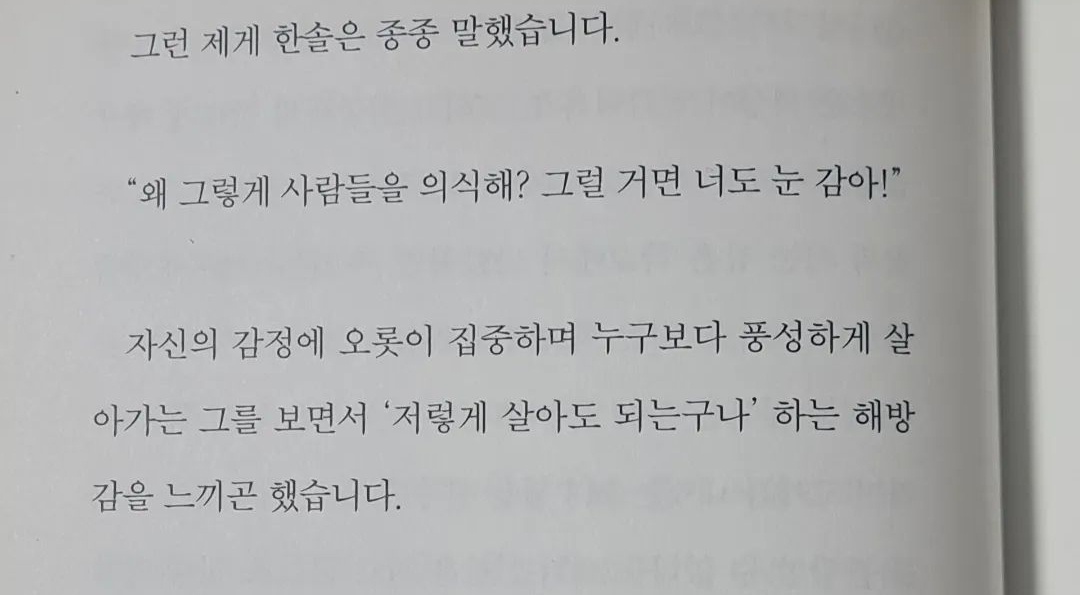 그런 제게 한솔은 종종 말했습니다.
“왜 그렇게 사람들을 의식해? 그럴 거면 너도 눈 감아!”
자신의 감정에 오롯이 집중하며 누구보다 풍성하게 살
아가는 그를 보면서 ‘저렇게 살아도 되는구나’ 하는 해방
감을 느끼곤 했습니다.